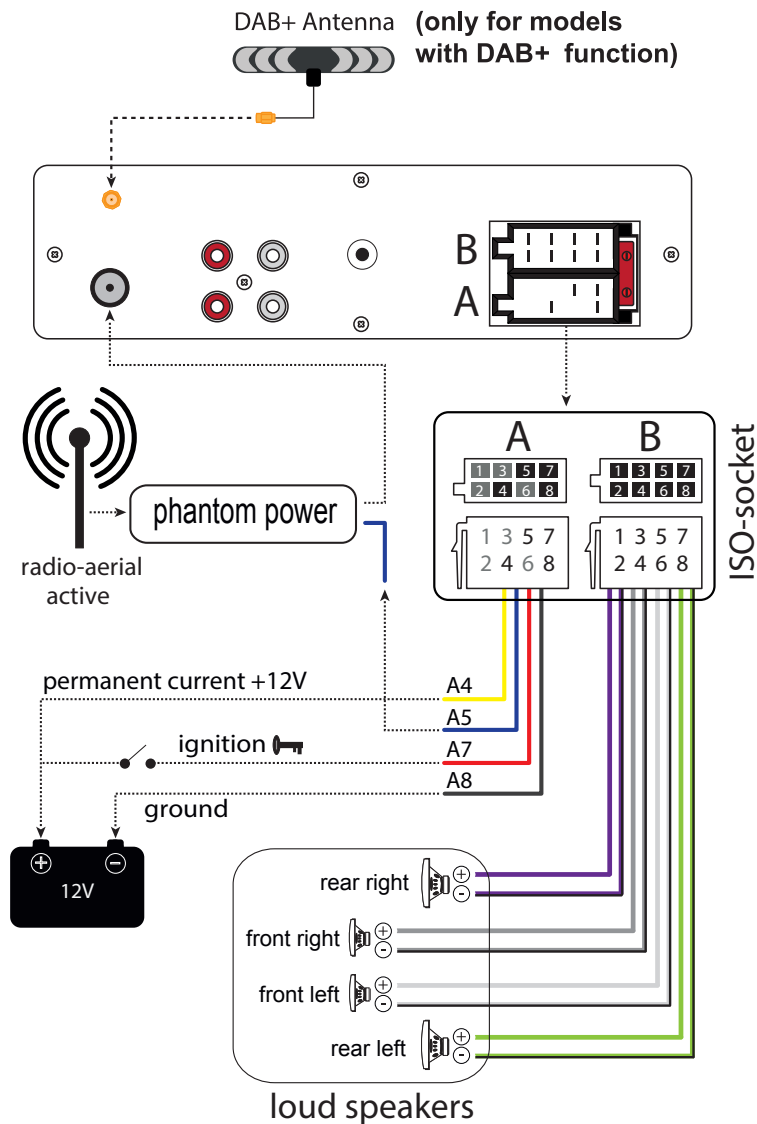 DAB+ Antenna (only for models
with DAB+ function)
B
A
A B
1 3 5 7 1 3 5 7
2 4 6 8 2 4 6 8
1 3 5 7 1 3 5 7
2 4 6 8 2 4 6 8
ISO-socket
phantom power
radio-aerial
active
permanent current +12V
A4
A5
ignition
A7
A8
ground
+ −
12V
rear right + -
front right + -
front left + -
rear left + -
loud speakers